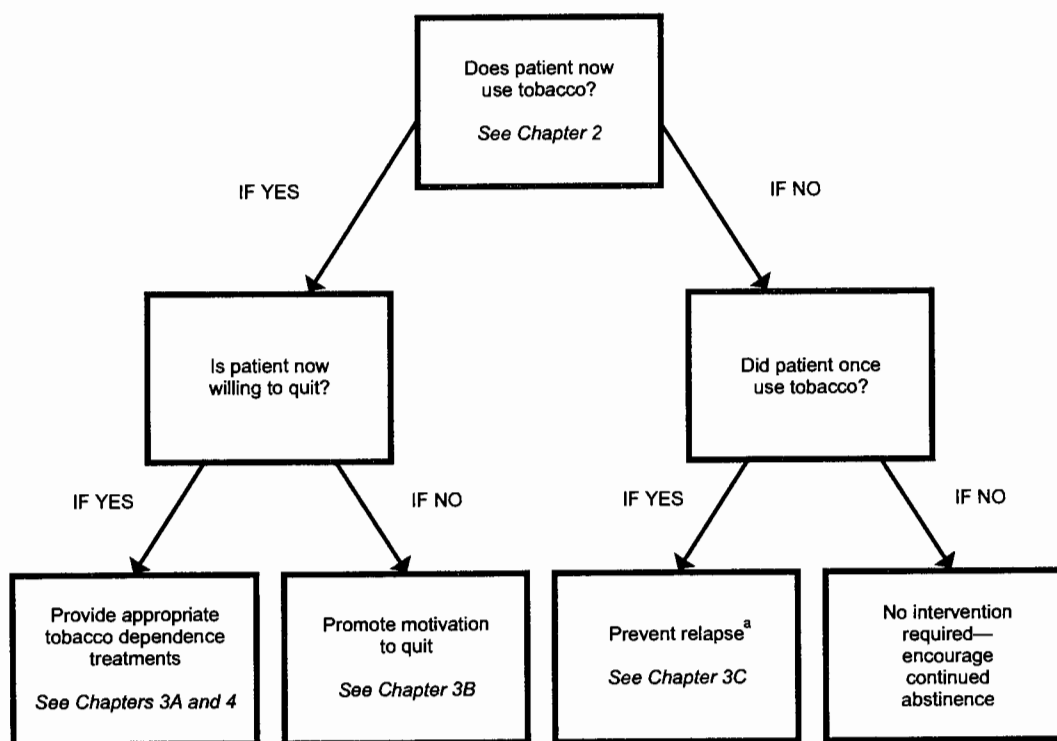 Does patient now
use tobacco?
See Chapter 2
IF YES
IF NO
Is patient now
willing to quit?
Did patient once
use tobacco?
IF YES
IF NO
IF YES
IF NO
Provide appropriate
tobacco dependence
treatments
See Chapters 3A and 4
Promote motivation
to quit
See Chapter 3B
Prevent relapseᵃ
See Chapter 3C
No intervention
required—
encourage
continued
abstinence